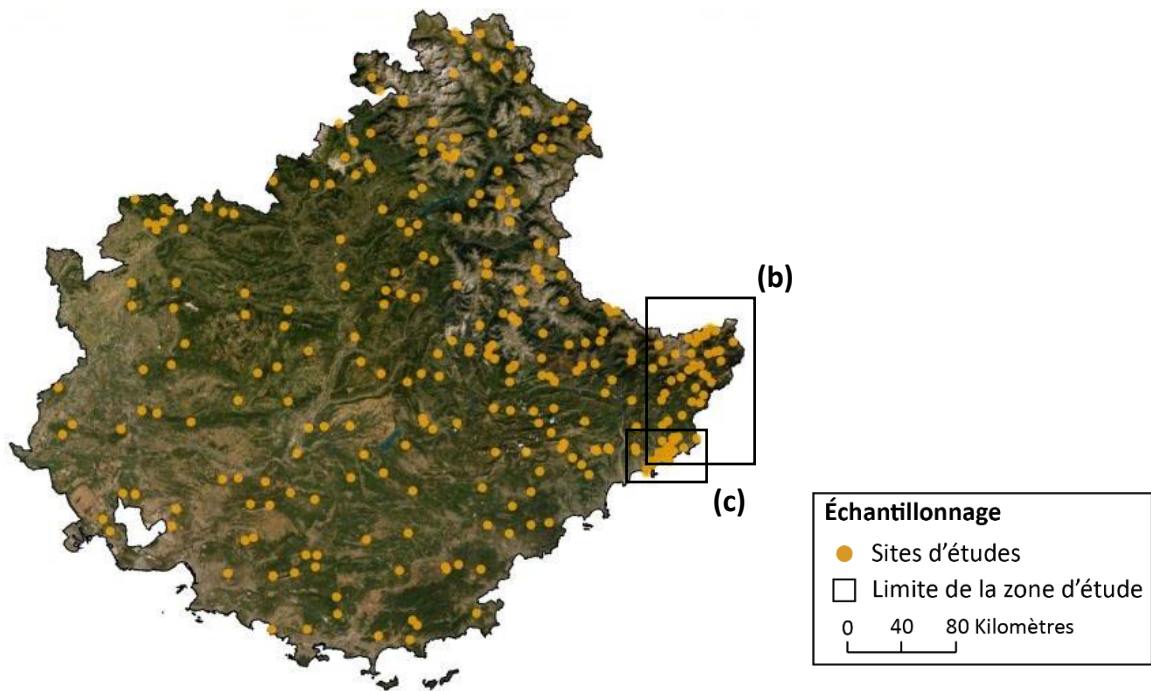 (b)
(c)
Échantillonnage
Sites d’études
Limite de la zone d’étude
0 40 80 Kilomètres